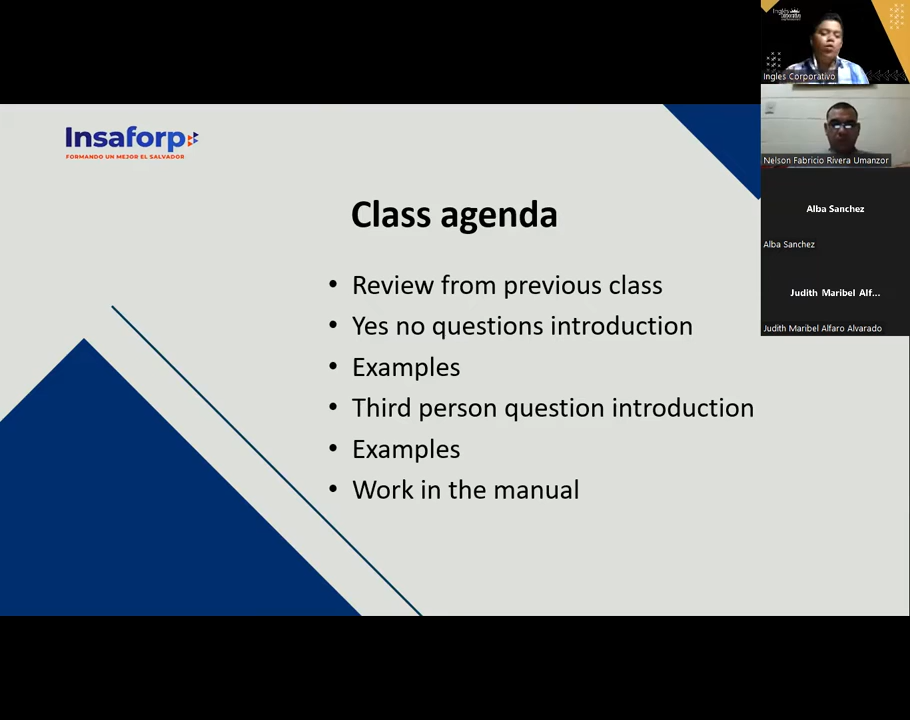 Insaforp
FORMANDO UN MEJOR EL SALVADOR
Class agenda
• Review from previous class
• Yes no questions introduction
• Examples
• Third person question introduction
• Examples
• Work in the manual
Ingles Corporativo
Nelson Fabricio Rivera Umanzor
Alba Sanchez
Alba Sanchez
Judith Maribel Alf...
Judith Maribel Alfaro Alvarado